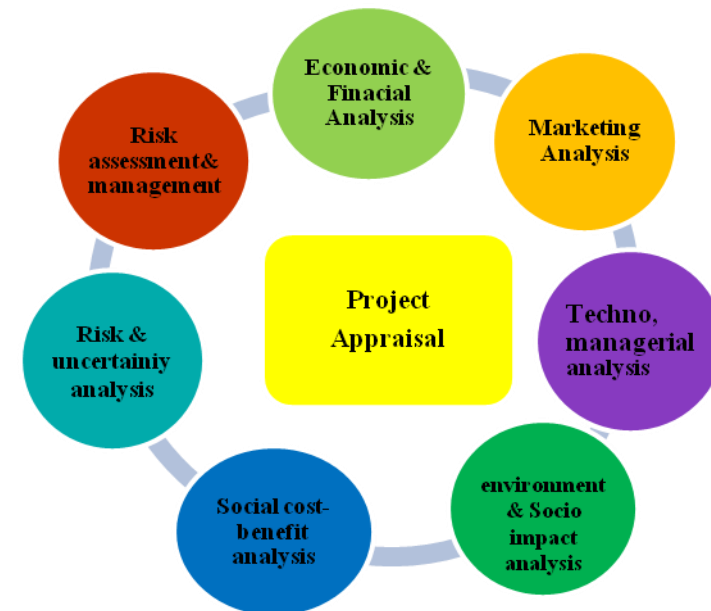 Economic &
Finacial
Analysis
Marketing
Analysis
Techno,
managerial
analysis
environment
& Socio
impact
analysis
Social cost-
benefit
analysis
Risk &
uncertainiy
analysis
Risk
assessment&
management
Project
Appraisal